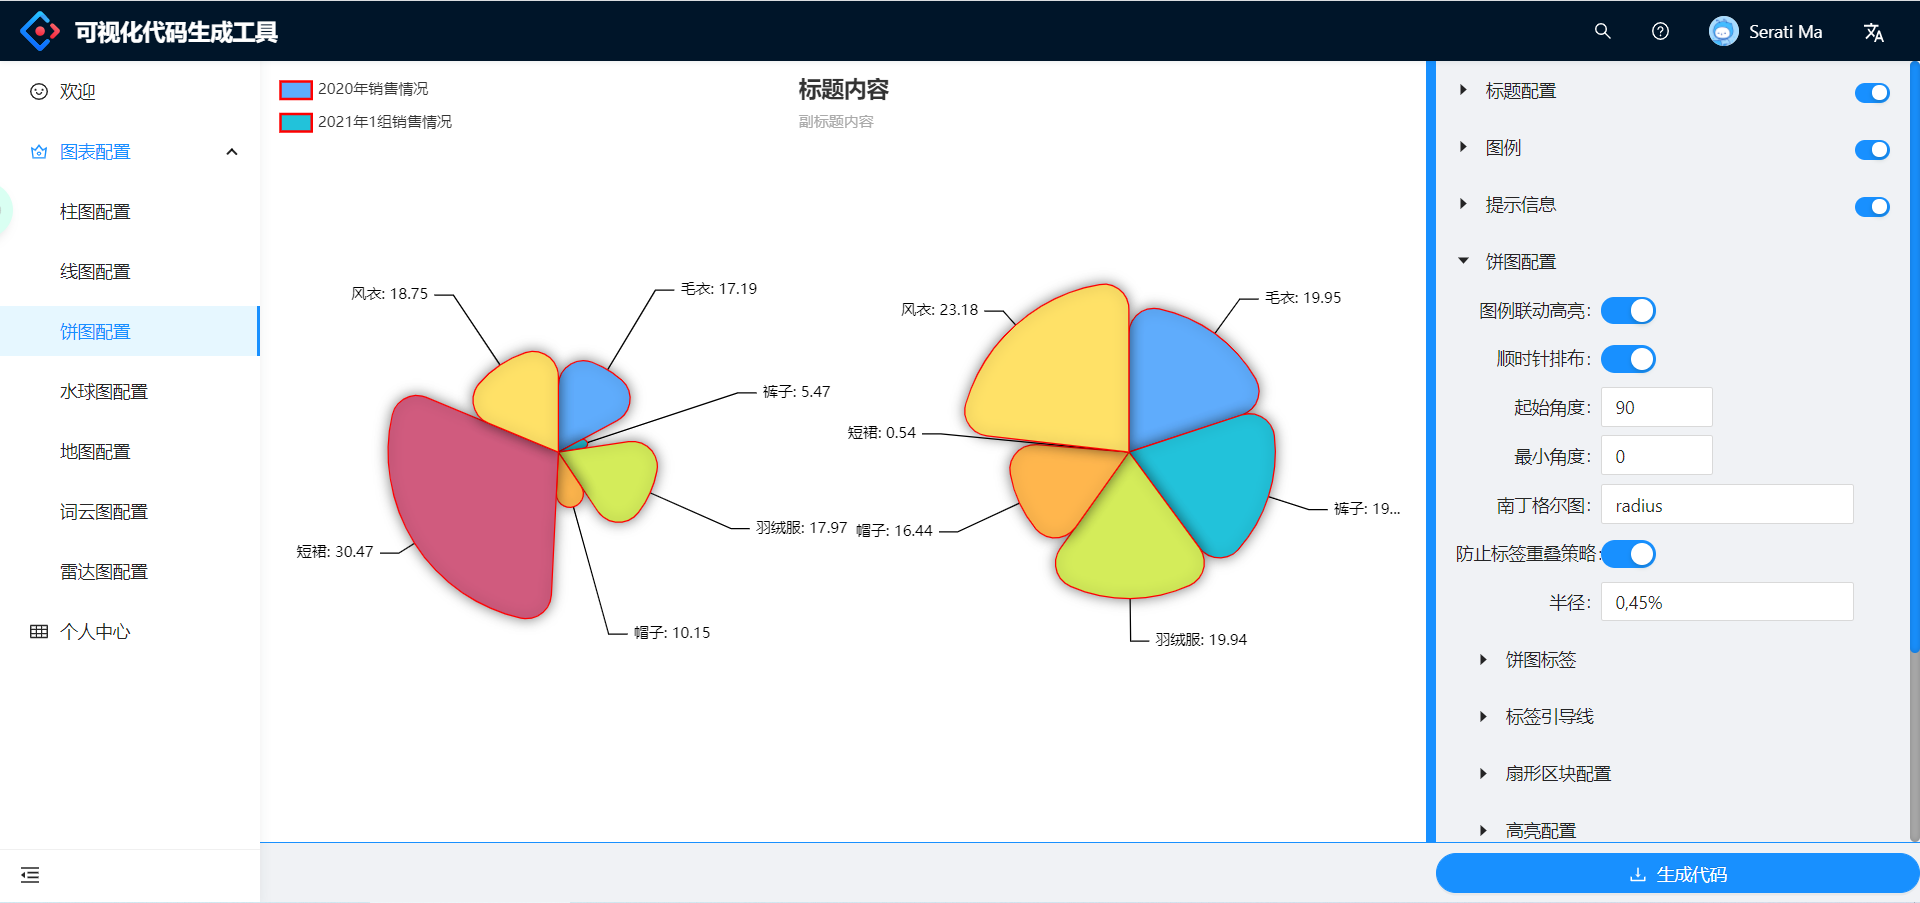 可视化代码生成工具
Serati Ma
欢迎
图表配置
柱图配置
线图配置
饼图配置
水球图配置
地图配置
词云图配置
雷达图配置
个人中心
2020年销售情况
2021年1组销售情况
标题内容
副标题内容
风衣: 18.75
毛衣: 17.19
裤子: 5.47
羽绒服: 17.97
帽子: 10.15
短裙: 30.47
风衣: 23.18
毛衣: 19.95
短裙: 0.54
裤子: 19...
帽子: 16.44
羽绒服: 19.94
标题配置
图例
提示信息
饼图配置
图例联动高亮:
顺时针排布:
起始角度: 90
最小角度: 0
南丁格尔图: radius
防止标签重叠策略:
半径: 0,45%
饼图标签
标签引导线
扇形区块配置
高亮配置
生成代码